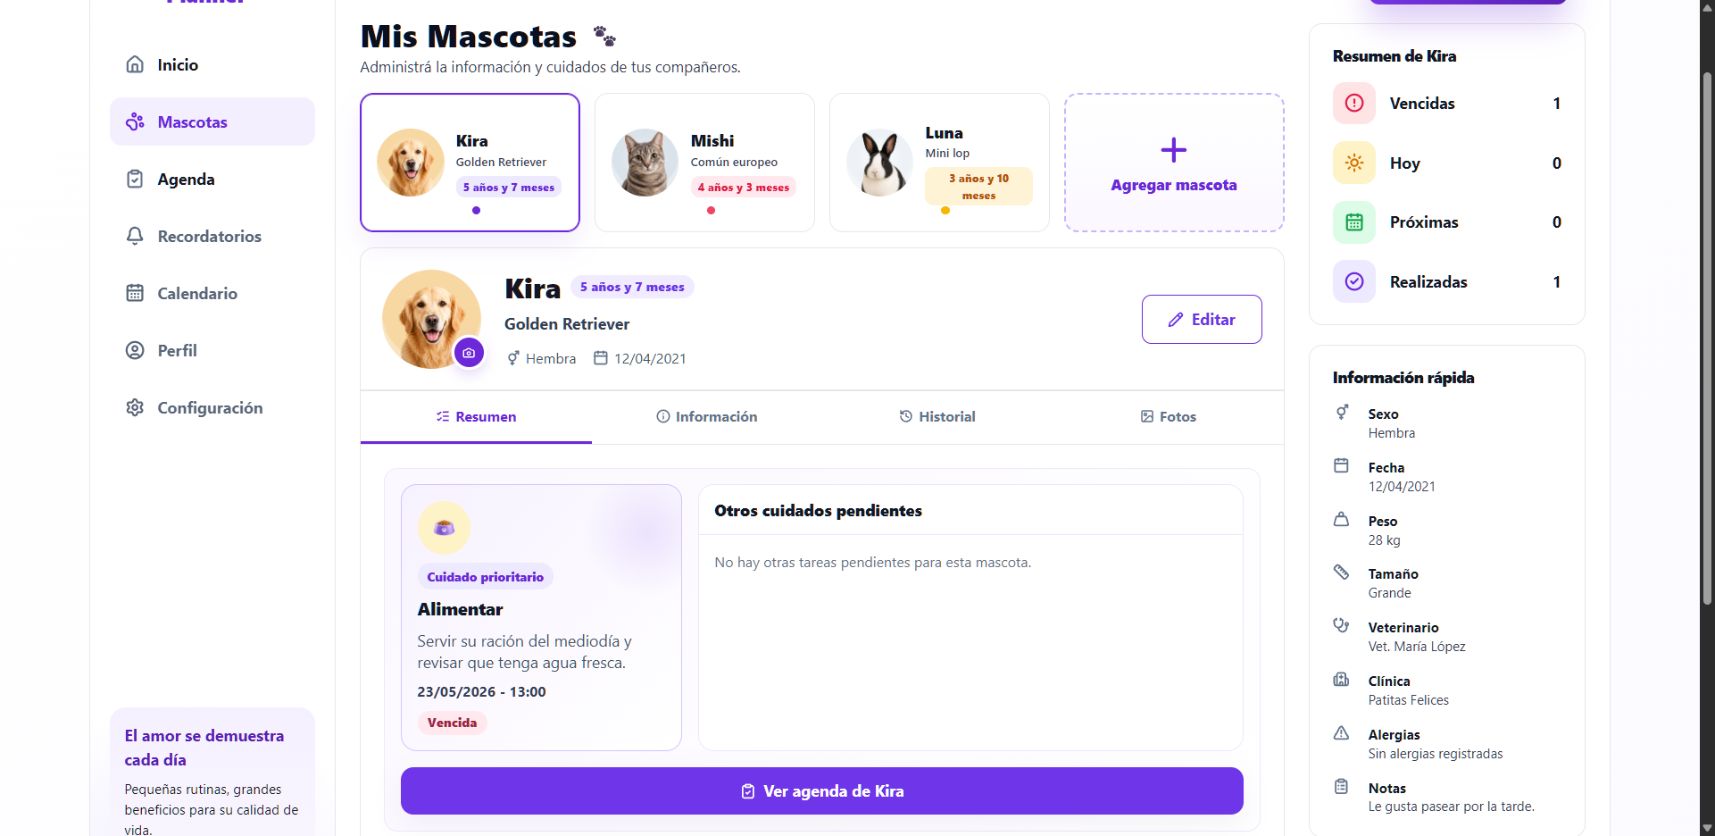 Planner
Inicio
Mascotas
Agenda
Recordatorios
Calendario
Perfil
Configuración
El amor se demuestra
cada día
Pequeñas rutinas, grandes
beneficios para su calidad de
vida.
Mis Mascotas
Administrá la información y cuidados de tus compañeros.
Kira
Golden Retriever
5 años y 7 meses
Mishi
Común europeo
4 años y 3 meses
Luna
Mini lop
3 años y 10
meses
Agregar mascota
Kira
5 años y 7 meses
Golden Retriever
Hembra
12/04/2021
Editar
Resumen
Información
Historial
Fotos
Cuidado prioritario
Alimentar
Servir su ración del mediodía y
revisar que tenga agua fresca.
23/05/2026 - 13:00
Vencida
Otros cuidados pendientes
No hay otras tareas pendientes para esta mascota.
Ver agenda de Kira
Resumen de Kira
Vencidas 1
Hoy 0
Próximas 0
Realizadas 1
Información rápida
Sexo
Hembra
Fecha
12/04/2021
Peso
28 kg
Tamaño
Grande
Veterinario
Vet. María López
Clínica
Patitas Felices
Alergias
Sin alergias registradas
Notas
Le gusta pasear por la tarde.